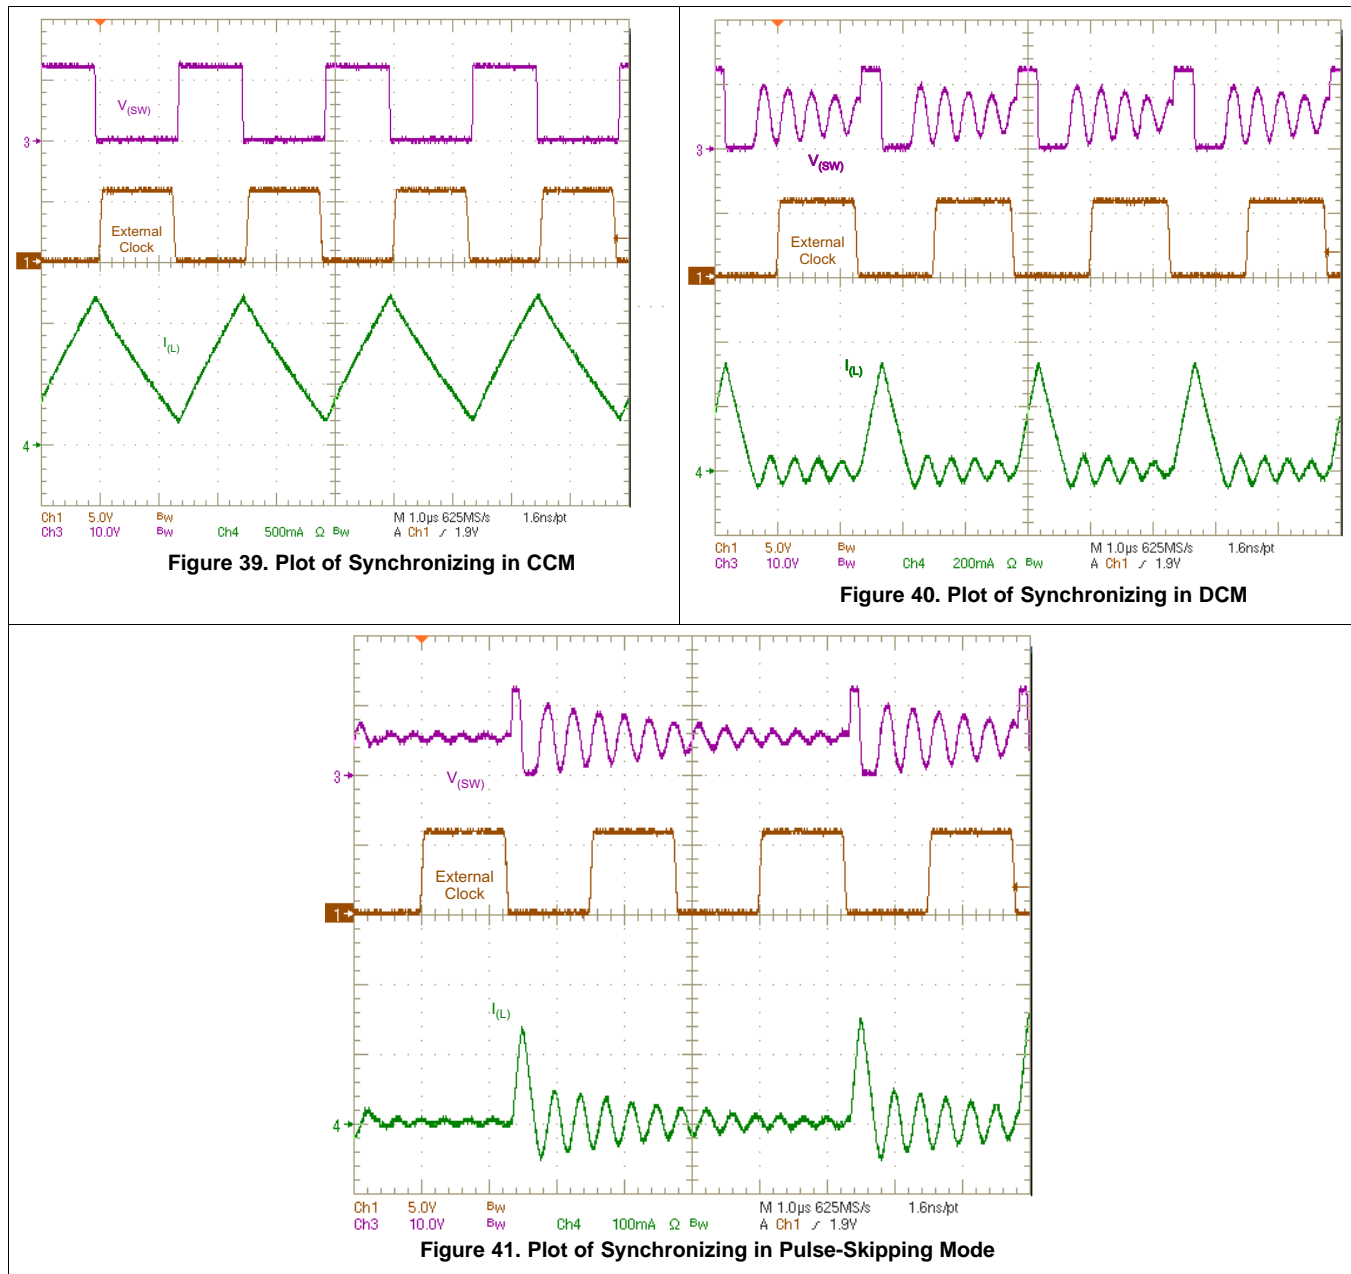 V(SW)
3
External
Clock
1
I(L)
4
Ch1 5.0V Bw M 1.0µs 625MS/s 1.6ns/pt
Ch3 10.0V Bw Ch4 500mA Ω Bw A Ch1 ∕ 1.9V
Figure 39. Plot of Synchronizing in CCM
3
V(SW)
External
Clock
1
I(L)
4
Ch1 5.0V Bw M 1.0µs 625MS/s 1.6ns/pt
Ch3 10.0V Bw Ch4 200mA Ω Bw A Ch1 ∕ 1.9V
Figure 40. Plot of Synchronizing in DCM
3
V(SW)
External
Clock
1
I(L)
4
Ch1 5.0V Bw M 1.0µs 625MS/s 1.6ns/pt
Ch3 10.0V Bw Ch4 100mA Ω Bw A Ch1 ∕ 1.9V
Figure 41. Plot of Synchronizing in Pulse-Skipping Mode